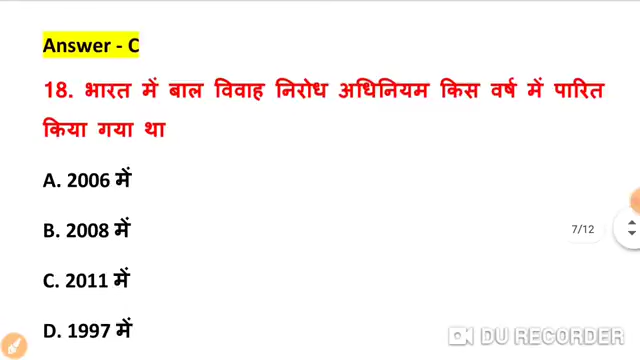 Answer - C
18. भारत में बाल विवाह निरोध अधिनियम किस वर्ष में पारित
किया गया था
A. 2006 में
B. 2008 में
7/12
C. 2011 में
D. 1997 में
DU RECORDER